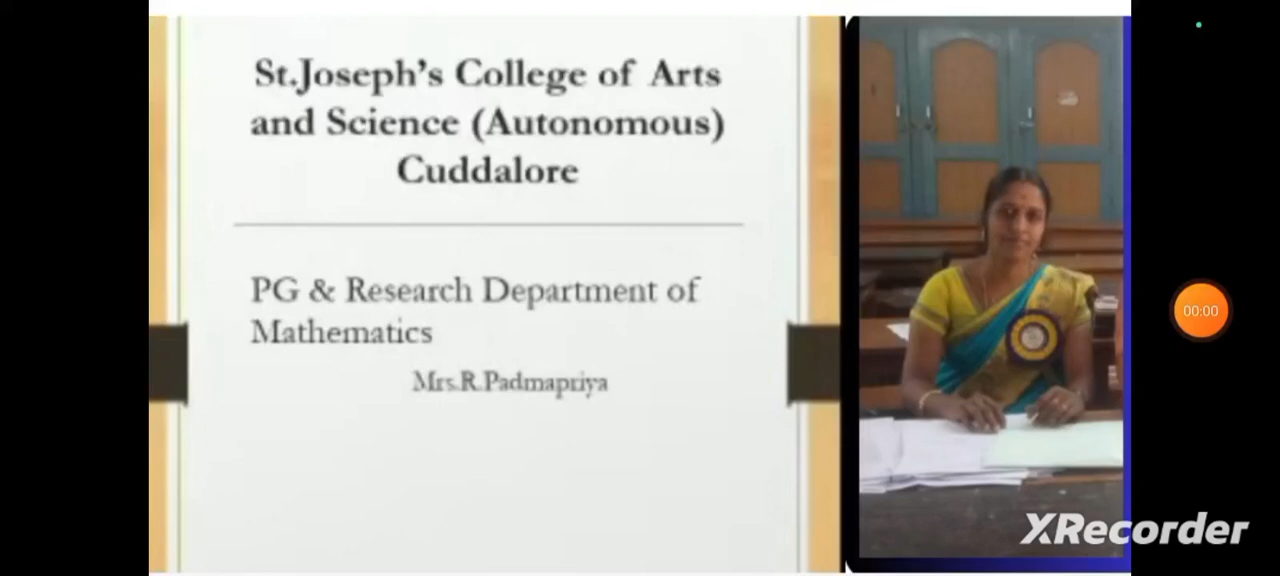 St.Joseph's College of Arts
and Science (Autonomous)
Cuddalore
PG & Research Department of
Mathematics
Mrs.R.Padmapriya
00:00
XRecorder